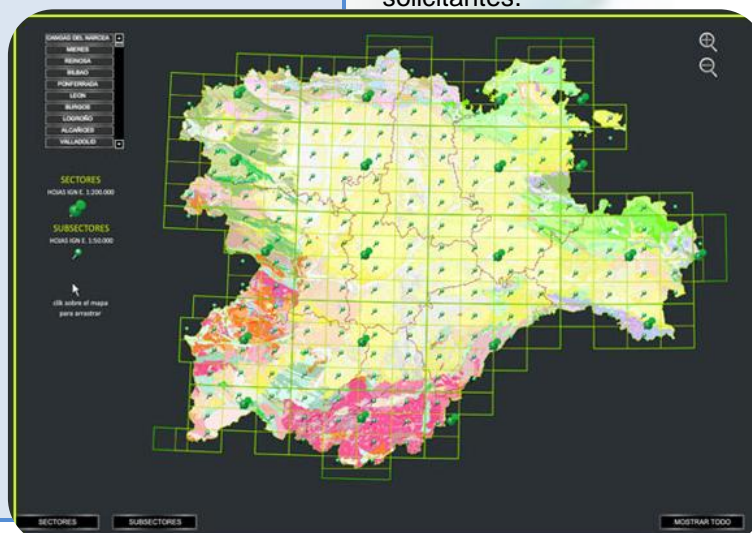 solicitantes.
CANGAS DEL NARCEA
MIERES
REINOSA
BILBAO
PONFERRADA
LEON
BURGOS
LOGROÑO
ALCAÑICES
VALLADOLID
SECTORES
HOJAS IGN E. 1:200.000
SUBSECTORES
HOJAS IGN E. 1:50.000
clik sobre el mapa
para arrastrar
SECTORES
SUBSECTORES
MOSTRAR TODO